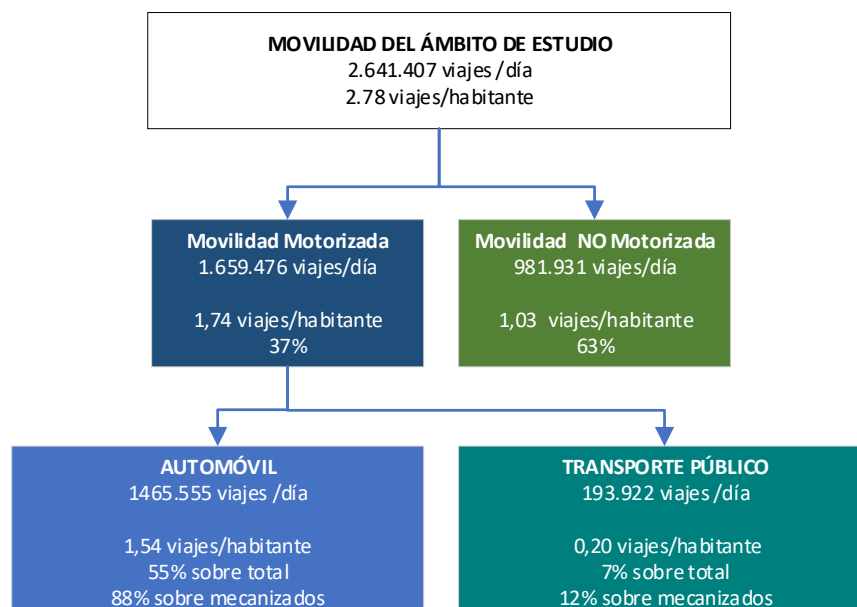 MOVILIDAD DEL ÁMBITO DE ESTUDIO
2.641.407 viajes /día
2.78 viajes/habitante
Movilidad Motorizada
1.659.476 viajes/día
1,74 viajes/habitante
37%
Movilidad NO Motorizada
981.931 viajes/día
1,03 viajes/habitante
63%
AUTOMÓVIL
1465.555 viajes /día
1,54 viajes/habitante
55% sobre total
88% sobre mecanizados
TRANSPORTE PÚBLICO
193.922 viajes /día
0,20 viajes/habitante
7% sobre total
12% sobre mecanizados